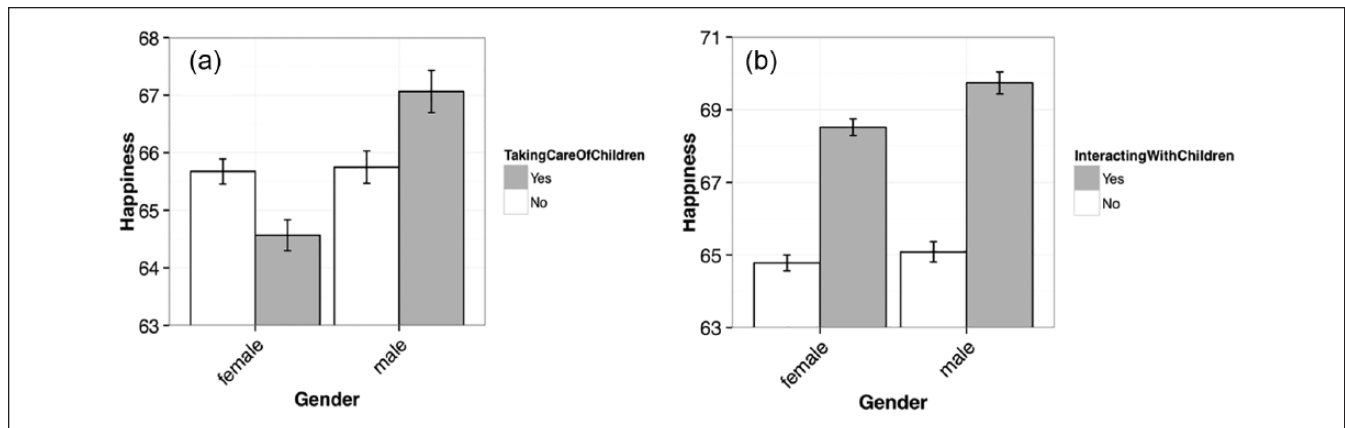 (a)
68
67
66
65
64
63
Happiness
female
male
Gender
TakingCareOfChildren
Yes
No
(b)
71
69
67
65
63
Happiness
female
male
Gender
InteractingWithChildren
Yes
No